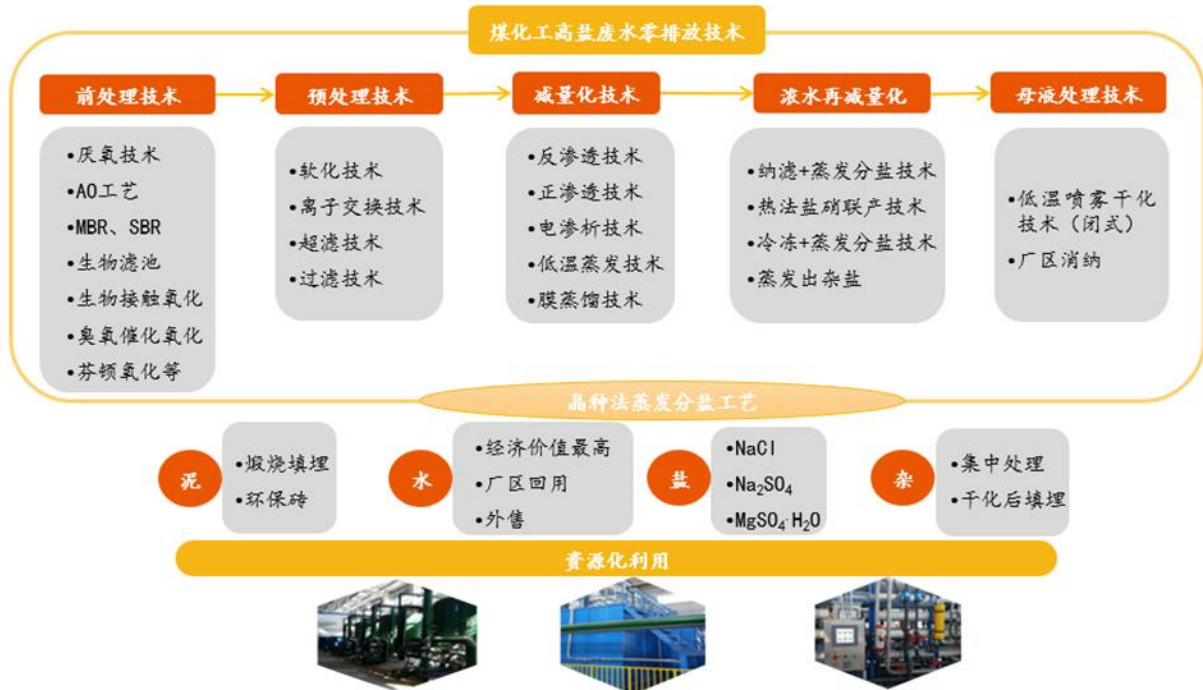 煤化工高盐废水零排放技术
前处理技术
预处理技术
减量化技术
浓水再减量化
母液处理技术
•厌氧技术
•AO工艺
•MBR、SBR
•生物滤池
•生物接触氧化
•臭氧催化氧化
•芬顿氧化等
•软化技术
•离子交换技术
•超滤技术
•过滤技术
•反渗透技术
•正渗透技术
•电渗析技术
•低温蒸发技术
•膜蒸馏技术
•纳滤+蒸发分盐技术
•热法盐硝联产技术
•冷冻+蒸发分盐技术
•蒸发出杂盐
•低温喷雾干化
技术（闭式）
•厂区消纳
晶种法蒸发分盐工艺
泥
•煅烧填埋
•环保砖
水
•经济价值最高
•厂区回用
•外售
盐
•NaCl
•Na₂SO₄
•MgSO₄·H₂O
杂
•集中处理
•干化后填埋
资源化利用